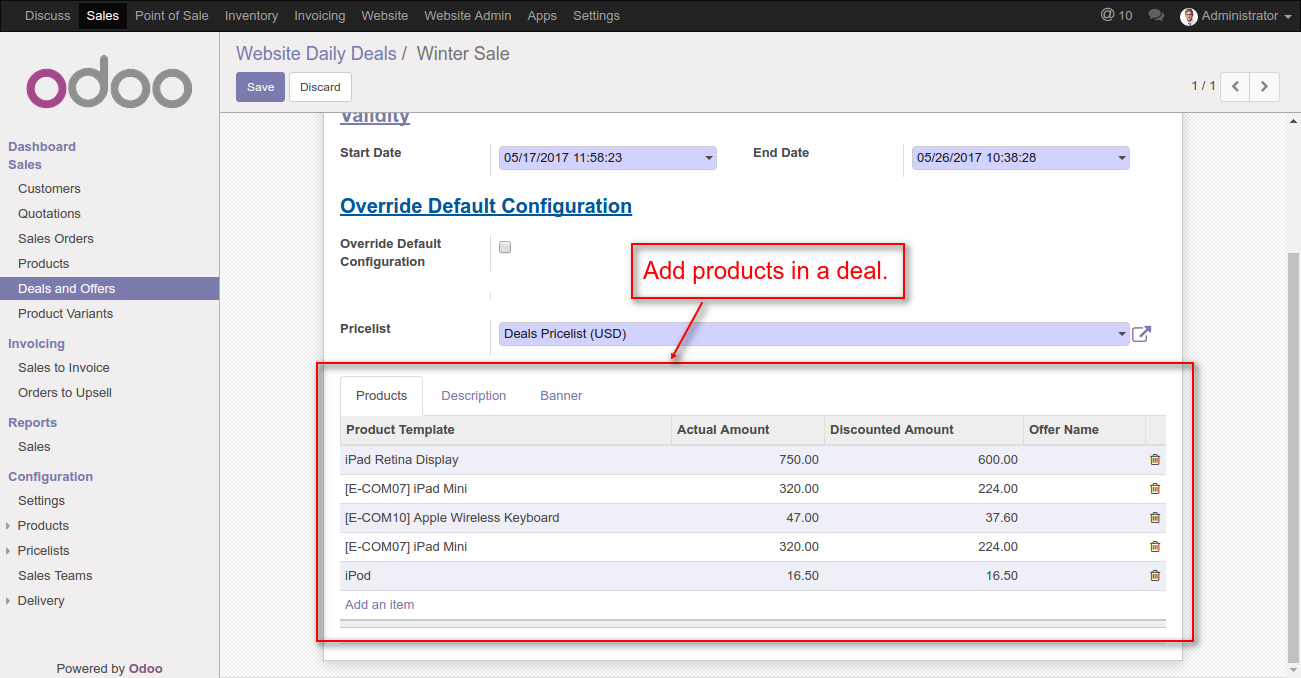 Discuss Sales Point of Sale Inventory Invoicing Website Website Admin Apps Settings @ 10 Administrator
odoo
Website Daily Deals / Winter Sale
Save Discard 1 / 1
Dashboard
Sales
Customers
Quotations
Sales Orders
Products
Deals and Offers
Product Variants
Invoicing
Sales to Invoice
Orders to Upsell
Reports
Sales
Configuration
Settings
Products
Pricelists
Sales Teams
Delivery
Powered by Odoo
Validity
Start Date 05/17/2017 11:58:23 End Date 05/26/2017 10:38:28
Override Default Configuration
Override Default
Configuration
Add products in a deal.
Pricelist Deals Pricelist (USD)
Products Description Banner
Product Template Actual Amount Discounted Amount Offer Name
iPad Retina Display 750.00 600.00
[E-COM07] iPad Mini 320.00 224.00
[E-COM10] Apple Wireless Keyboard 47.00 37.60
[E-COM07] iPad Mini 320.00 224.00
iPod 16.50 16.50
Add an item